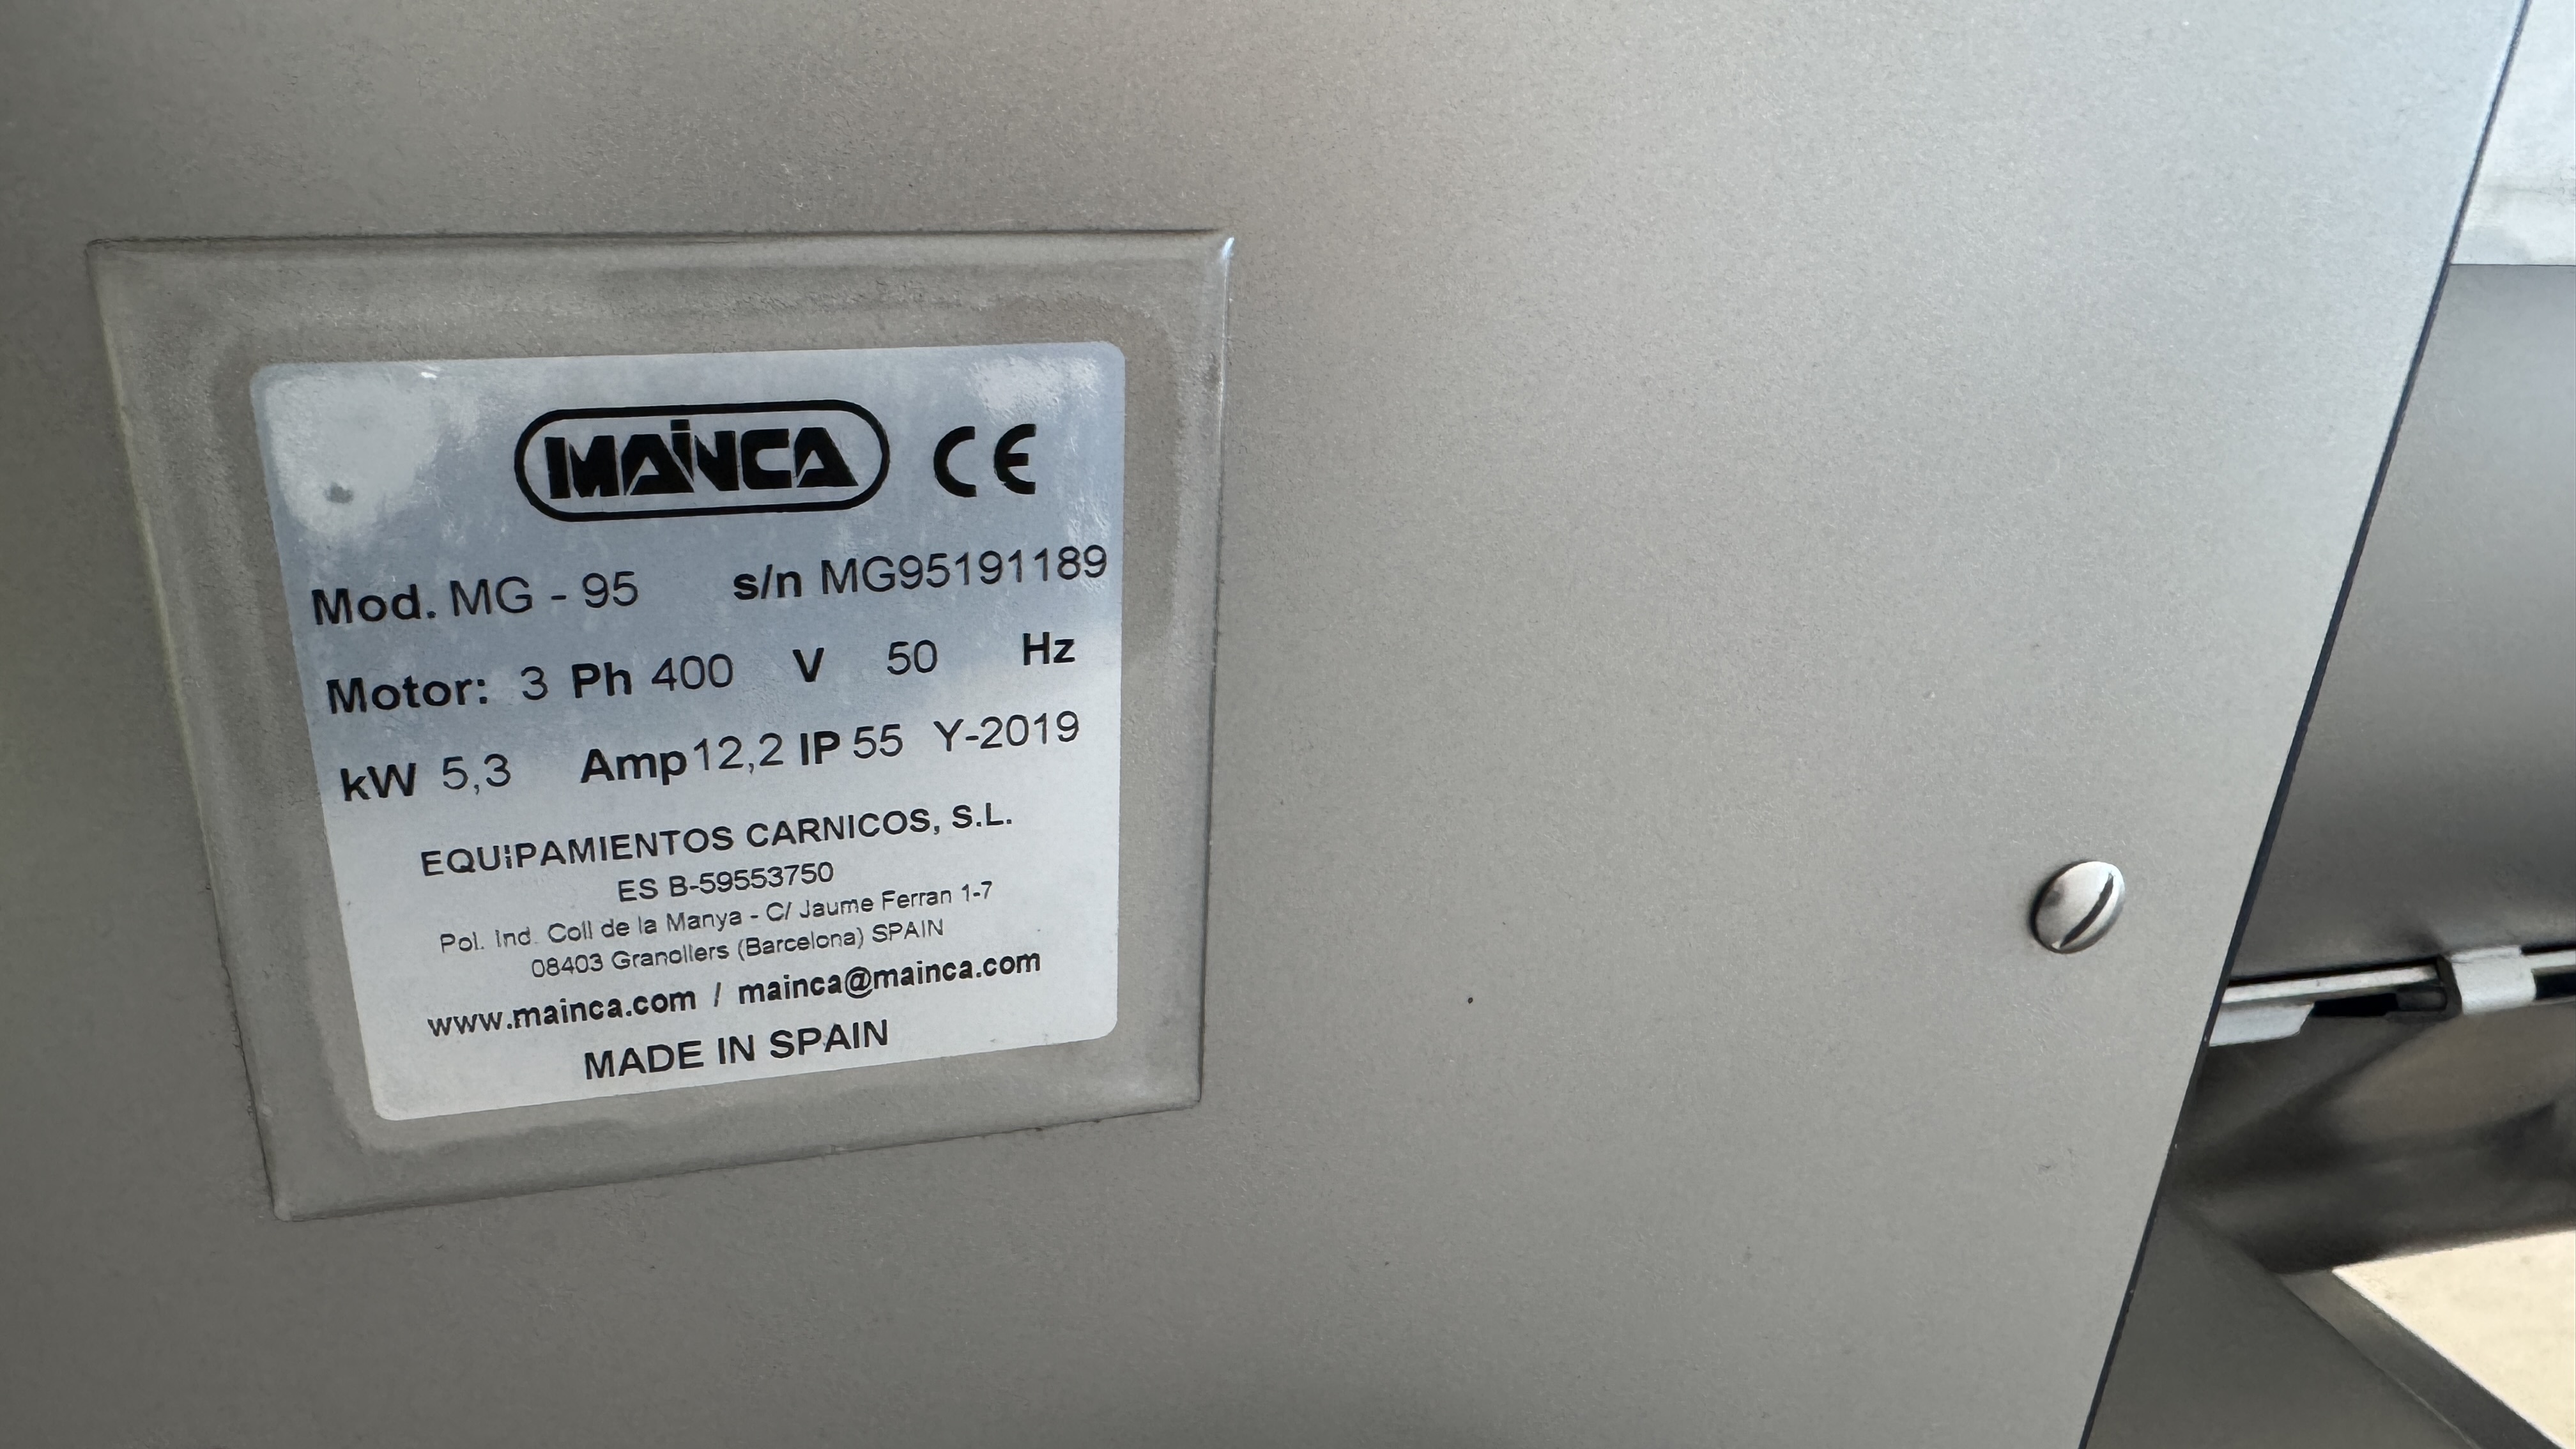 MAiNCA CE
Mod. MG - 95 s/n MG95191189
Motor: 3 Ph 400 V 50 Hz
kW 5,3 Amp 12,2 IP 55 Y-2019
EQUiPAMIENTOS CARNICOS, S.L.
ES B-59553750
Pol. Ind. Coll de la Manya - C/ Jaume Ferran 1-7
08403 Granollers (Barcelona) SPAIN
www.mainca.com / mainca@mainca.com
MADE IN SPAIN